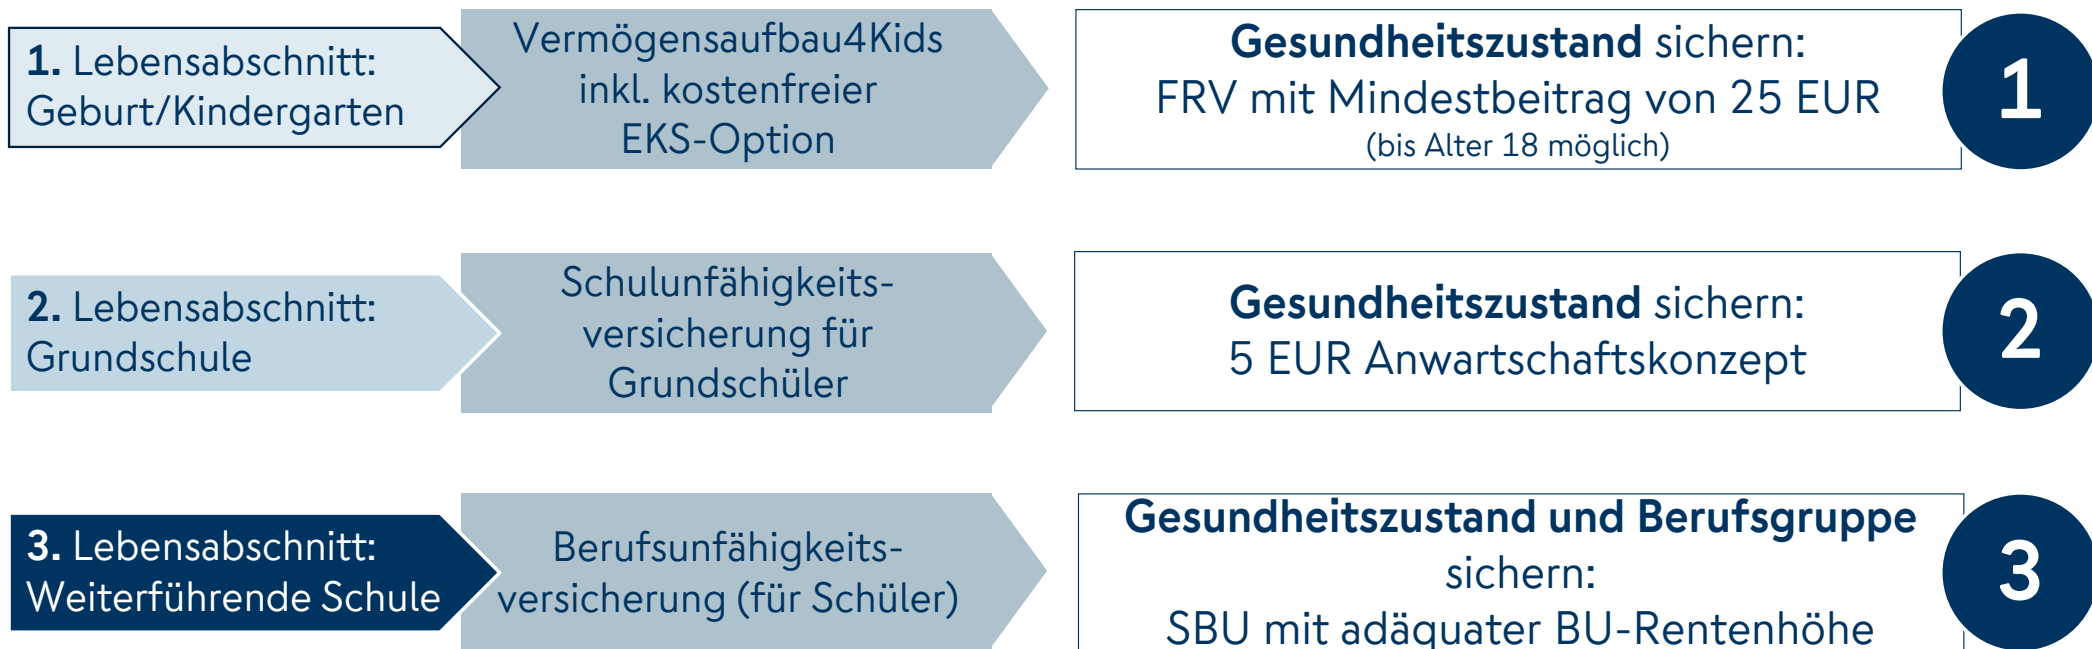 1. Lebensabschnitt:
Geburt/Kindergarten
Vermögensaufbau4Kids
inkl. kostenfreier
EKS-Option
Gesundheitszustand sichern:
FRV mit Mindestbeitrag von 25 EUR
(bis Alter 18 möglich)
1
2. Lebensabschnitt:
Grundschule
Schulunfähigkeits-
versicherung für
Grundschüler
Gesundheitszustand sichern:
5 EUR Anwartschaftskonzept
2
3. Lebensabschnitt:
Weiterführende Schule
Berufsunfähigkeits-
versicherung (für Schüler)
Gesundheitszustand und Berufsgruppe
sichern:
SBU mit adäquater BU-Rentenhöhe
3